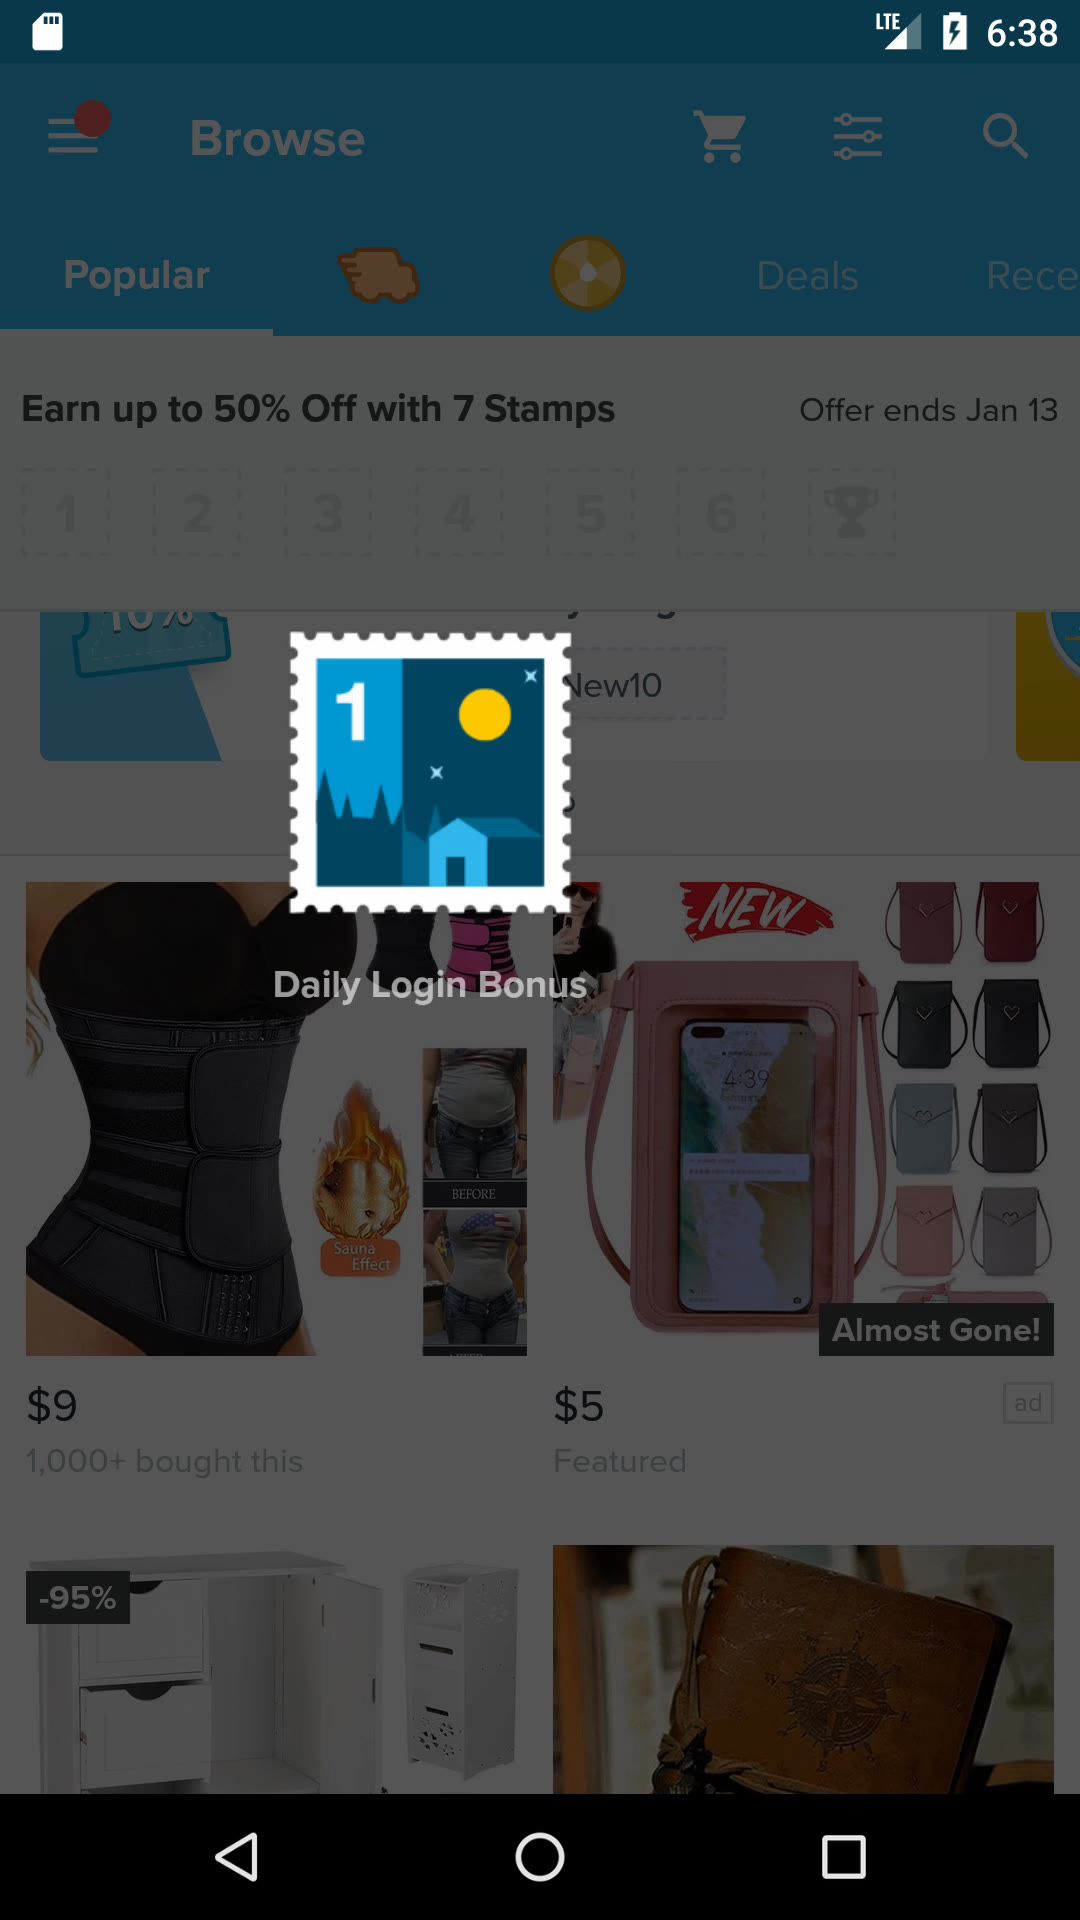 LTE 6:38
Browse
Popular Deals Rece
Earn up to 50% Off with 7 Stamps Offer ends Jan 13
1 2 3 4 5 6
10%
New10
1
NEW
Daily Login Bonus
4:39
BEFORE
Sauna
Effect
Almost Gone!
$9 $5 ad
1,000+ bought this Featured
-95%